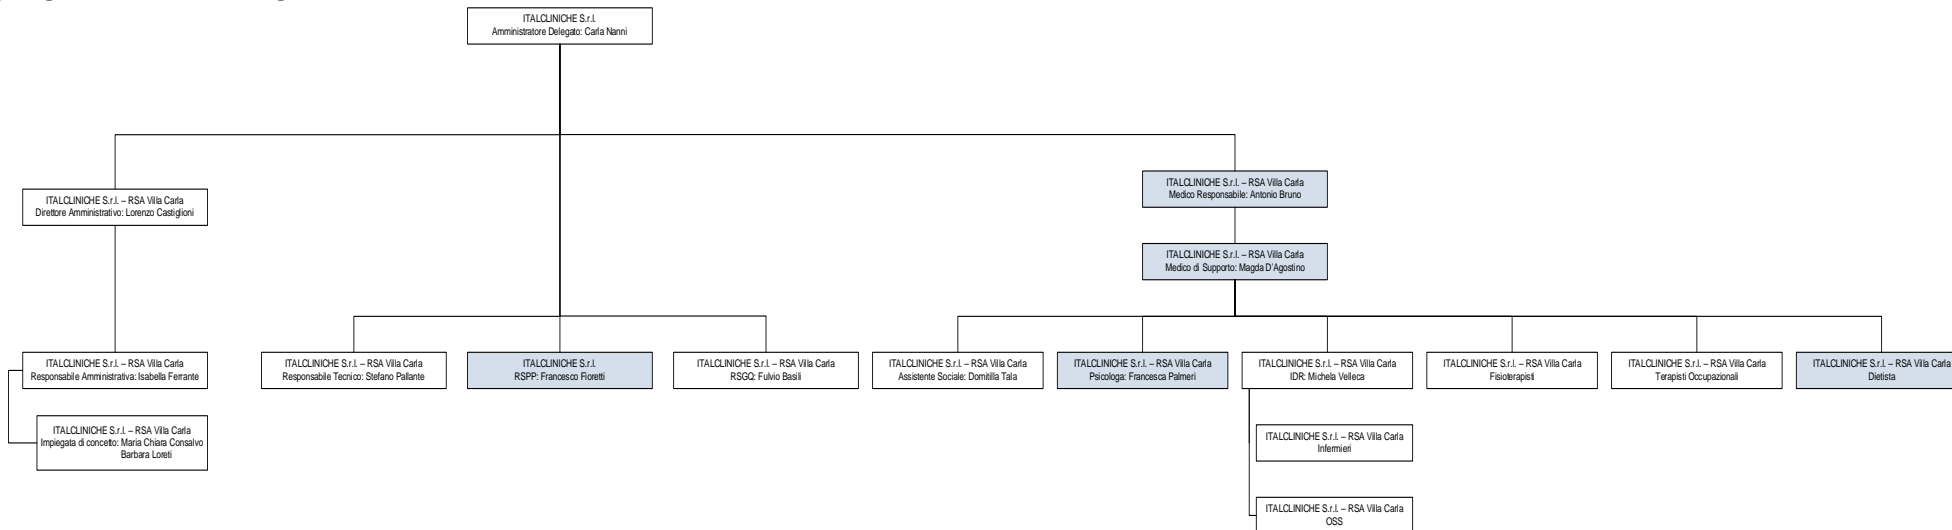 ITALCLINICHE S.r.l.
Amministratore Delegato: Carla Nanni
ITALCLINICHE S.r.l. – RSA Villa Carla
Medico Responsabile: Antonio Bruno
ITALCLINICHE S.r.l. – RSA Villa Carla
Direttore Amministrativo: Lorenzo Castiglioni
ITALCLINICHE S.r.l. – RSA Villa Carla
Medico di Supporto: Magda D'Agostino
ITALCLINICHE S.r.l. – RSA Villa Carla
Responsabile Amministrativa: Isabella Ferrante
ITALCLINICHE S.r.l. – RSA Villa Carla
Responsabile Tecnico: Stefano Pallante
ITALCLINICHE S.r.l.
RSPP: Francesco Fioretti
ITALCLINICHE S.r.l. – RSA Villa Carla
RSGQ: Fulvio Basili
ITALCLINICHE S.r.l. – RSA Villa Carla
Assistente Sociale: Domitilla Tala
ITALCLINICHE S.r.l. – RSA Villa Carla
Psicologa: Francesca Palmeri
ITALCLINICHE S.r.l. – RSA Villa Carla
IDR: Michela Velleca
ITALCLINICHE S.r.l. – RSA Villa Carla
Fisioterapisti
ITALCLINICHE S.r.l. – RSA Villa Carla
Terapisti Occupazionali
ITALCLINICHE S.r.l. – RSA Villa Carla
Dietista
ITALCLINICHE S.r.l. – RSA Villa Carla
Impiegata di concetto: Maria Chiara Consalvo
Barbara Loreti
ITALCLINICHE S.r.l. – RSA Villa Carla
Infermieri
ITALCLINICHE S.r.l. – RSA Villa Carla
OSS